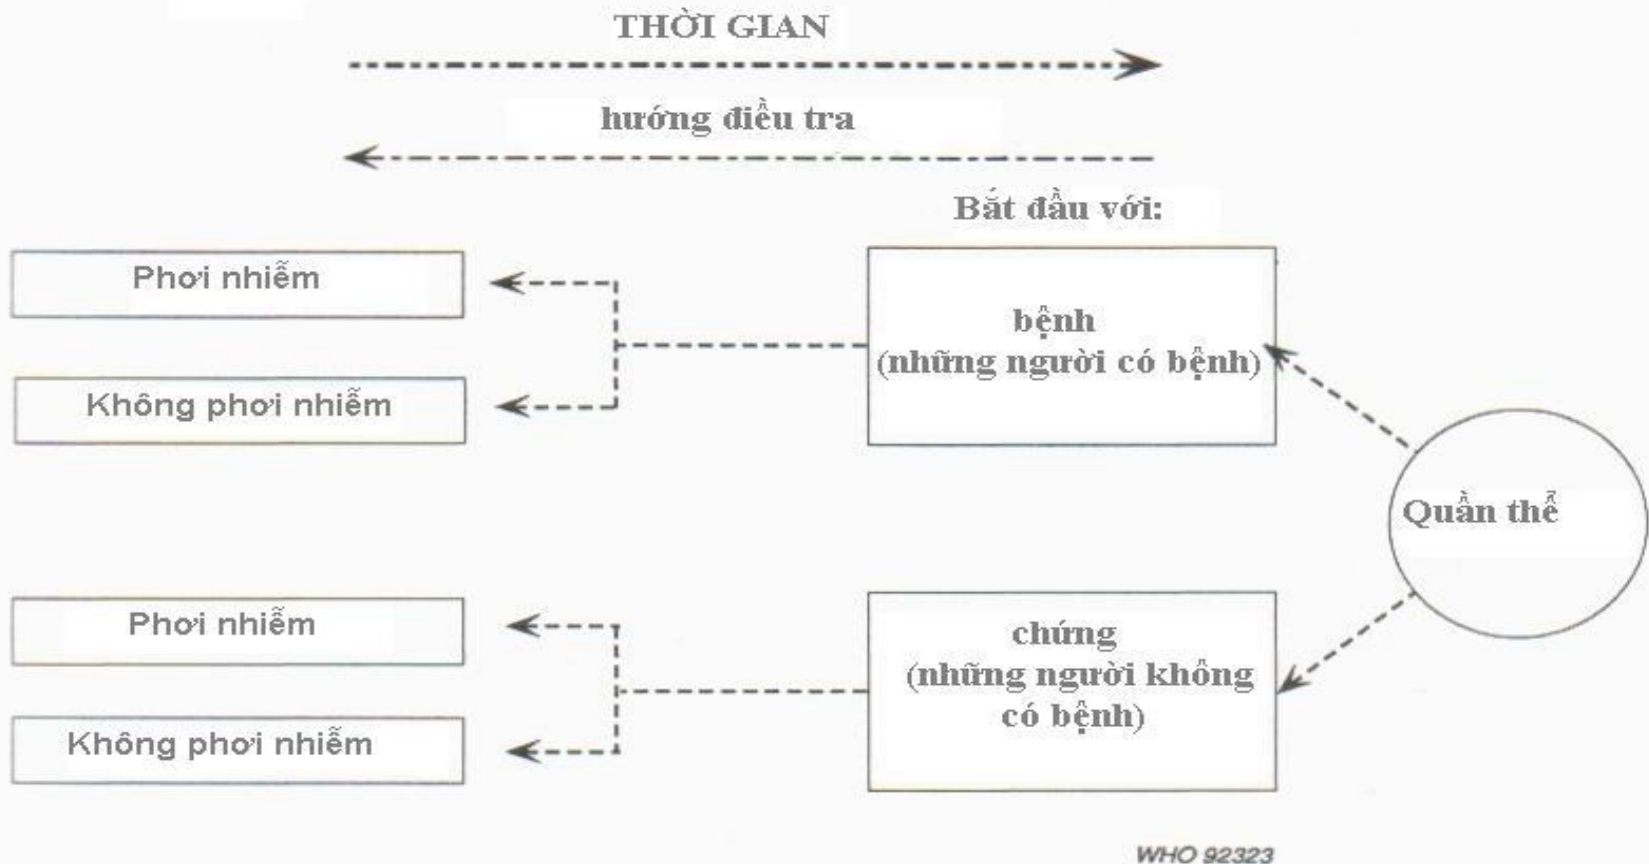 THỜI GIAN
hướng điều tra
Bắt đầu với:
Phơi nhiễm
Không phơi nhiễm
bệnh
(những người có bệnh)
Quần thể
Phơi nhiễm
Không phơi nhiễm
chứng
(những người không
có bệnh)
WHO 92323